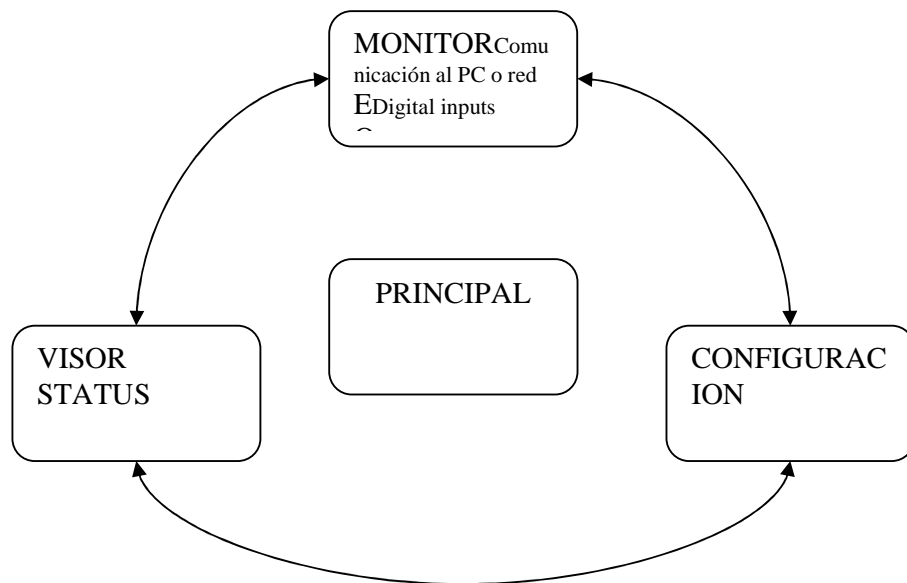 MONITORComu
nicación al PC o red
EDigital inputs
PRINCIPAL
VISOR
STATUS
CONFIGURAC
ION